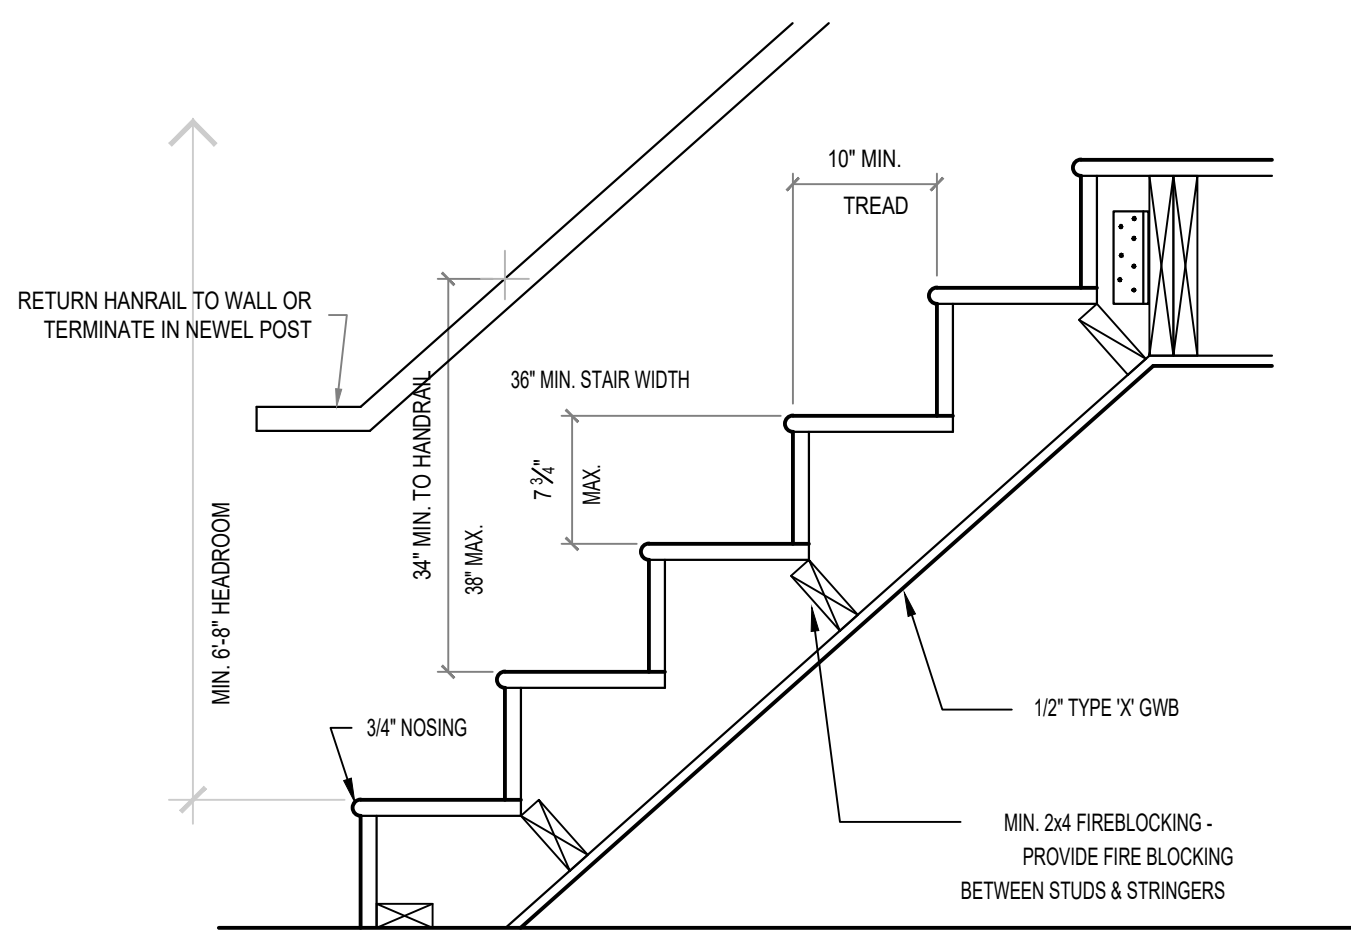 10" MIN.
TREAD
RETURN HANRAIL TO WALL OR
TERMINATE IN NEWEL POST
36" MIN. STAIR WIDTH
34" MIN. TO HANDRAIL
38" MAX.
7 3⁄4"
MAX.
MIN. 6'-8" HEADROOM
3/4" NOSING
1/2" TYPE 'X' GWB
MIN. 2x4 FIREBLOCKING -
PROVIDE FIRE BLOCKING
BETWEEN STUDS & STRINGERS